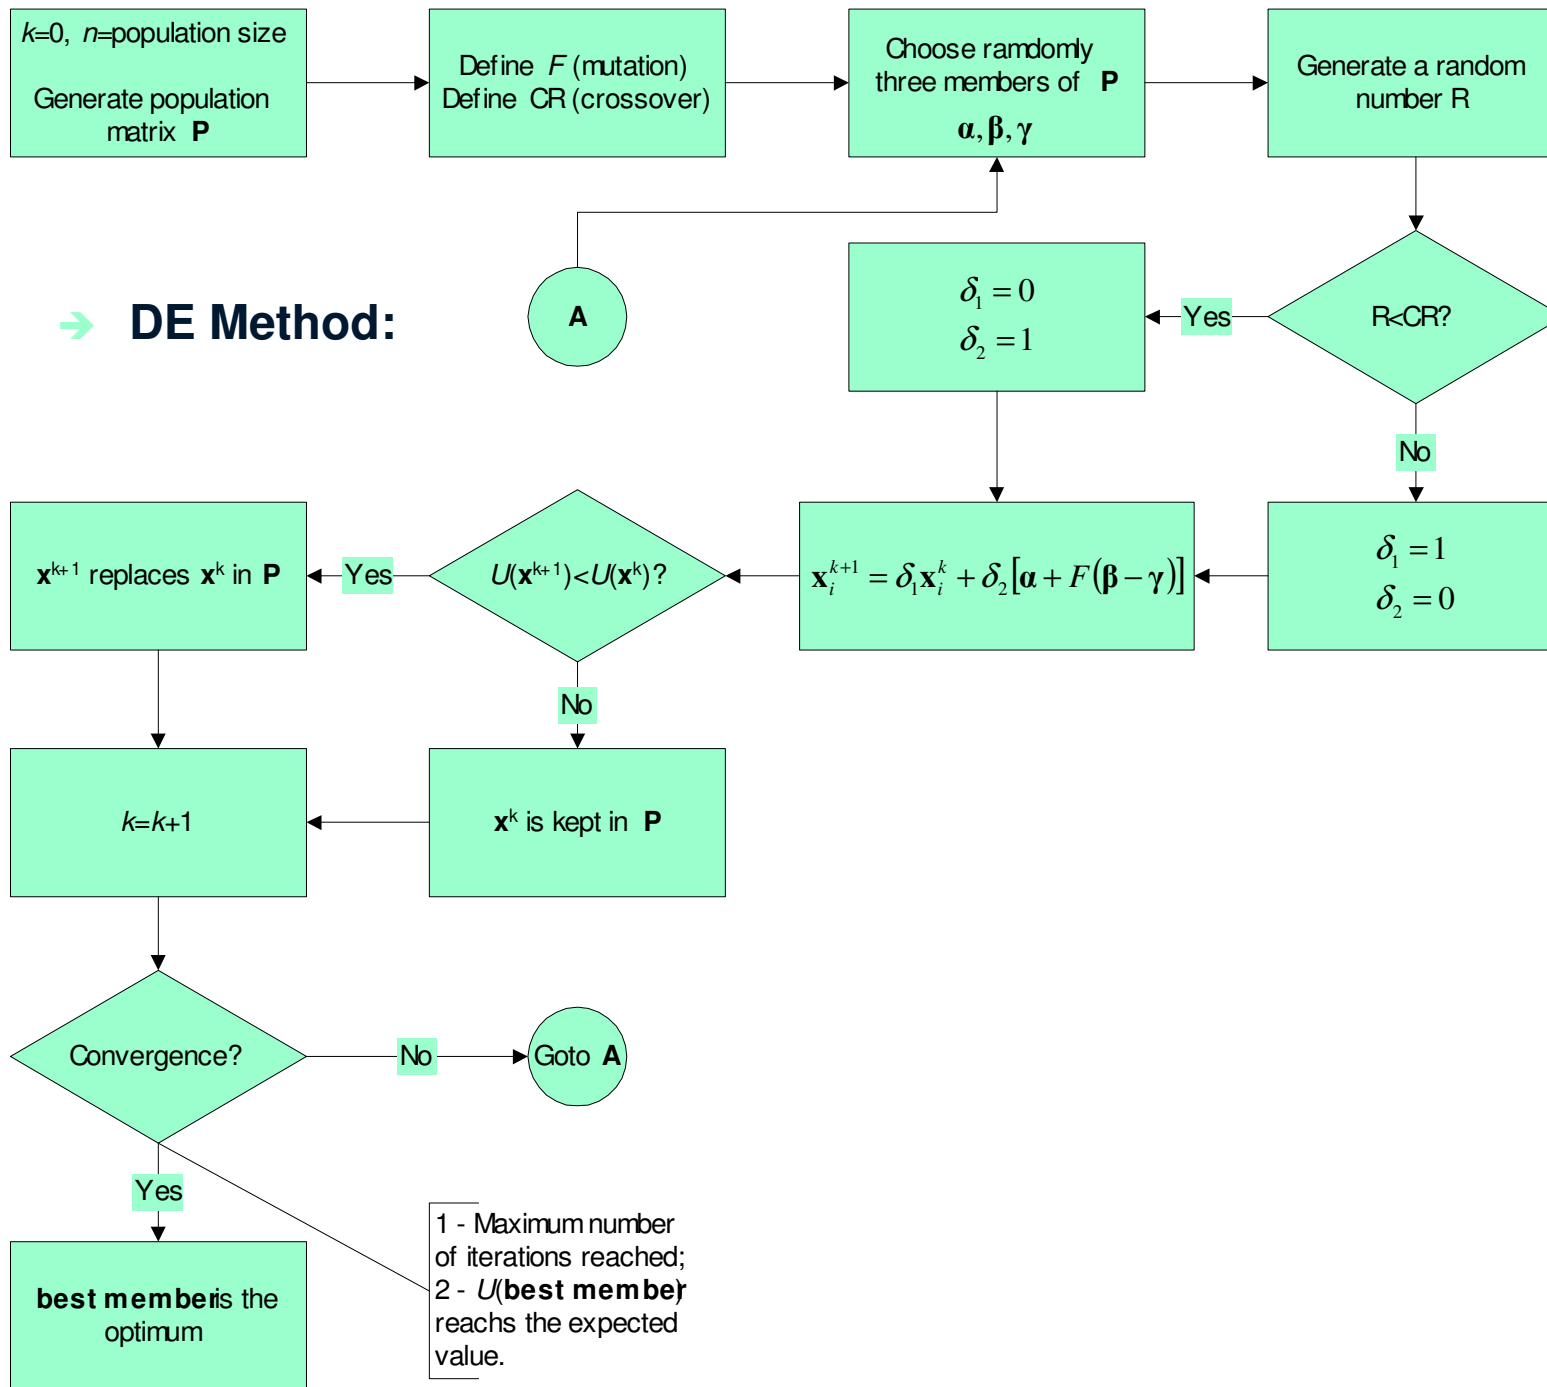 k=0, n=population size
Generate population
matrix P
Define F (mutation)
Define CR (crossover)
Choose ramdomly
three members of P
α, β, γ
Generate a random
number R
➔ DE Method:
A
δ₁ = 0
δ₂ = 1
Yes
R<CR?
No
xᵏ⁺¹ replaces xᵏ in P
Yes
U(xᵏ⁺¹)<U(xᵏ)?
xᵢᵏ⁺¹ = δ₁xᵢᵏ + δ₂[α + F(β − γ)]
δ₁ = 1
δ₂ = 0
No
k=k+1
xᵏ is kept in P
Convergence?
No
Goto A
Yes
best member is the
optimum
1 - Maximum number
of iterations reached;
2 - U(best member)
reachs the expected
value.